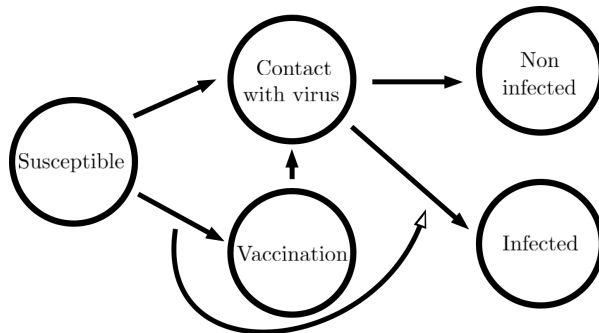 Susceptible
Contact
with virus
Vaccination
Non
infected
Infected